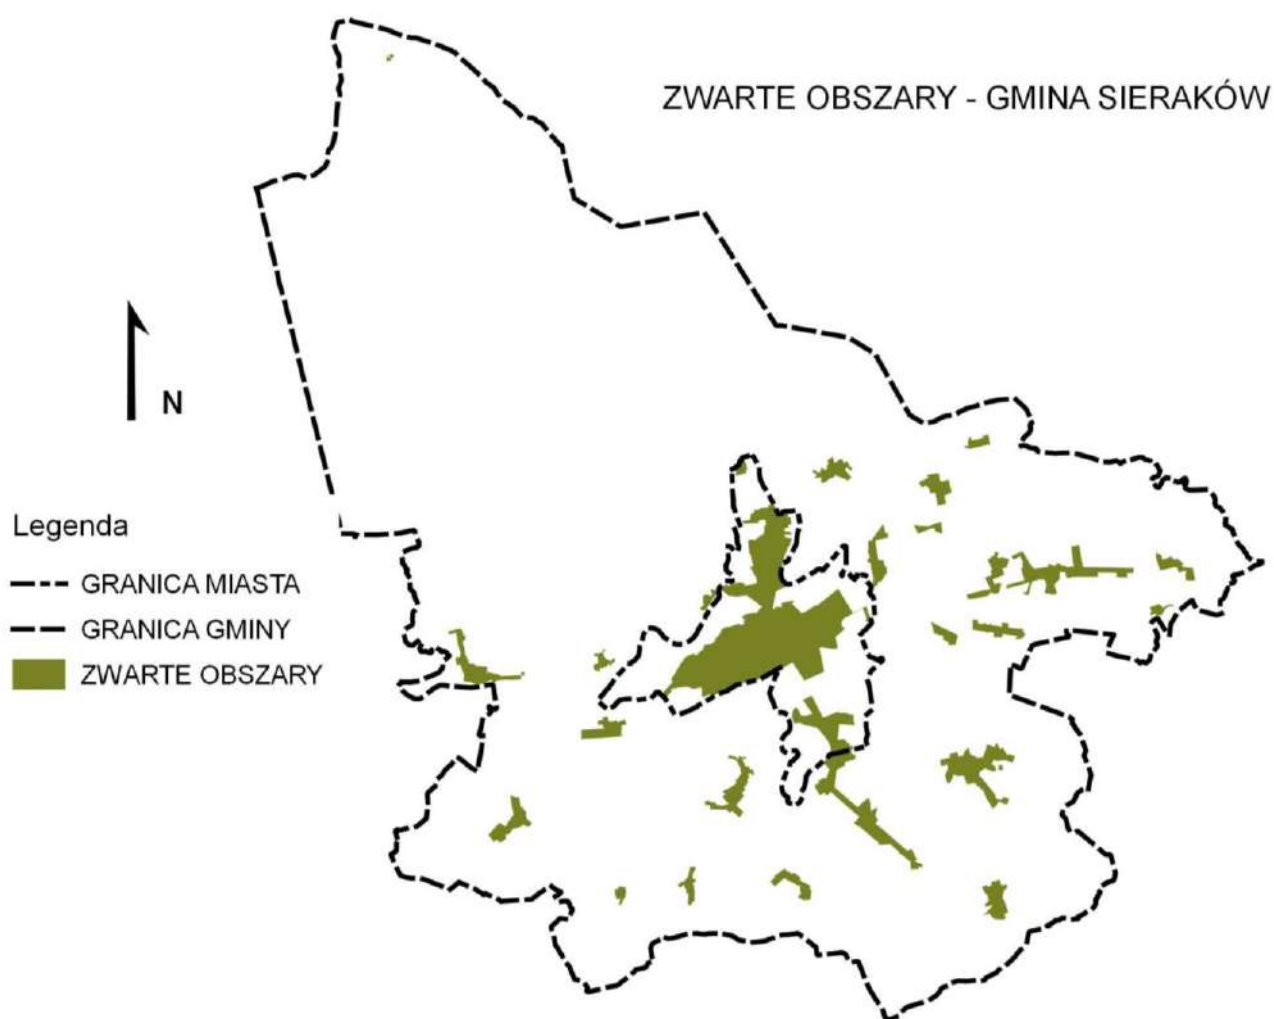 ZWARTE OBSZARY - GMINA SIERAKÓW
N
Legenda
GRANICA MIASTA
GRANICA GMINY
ZWARTE OBSZARY